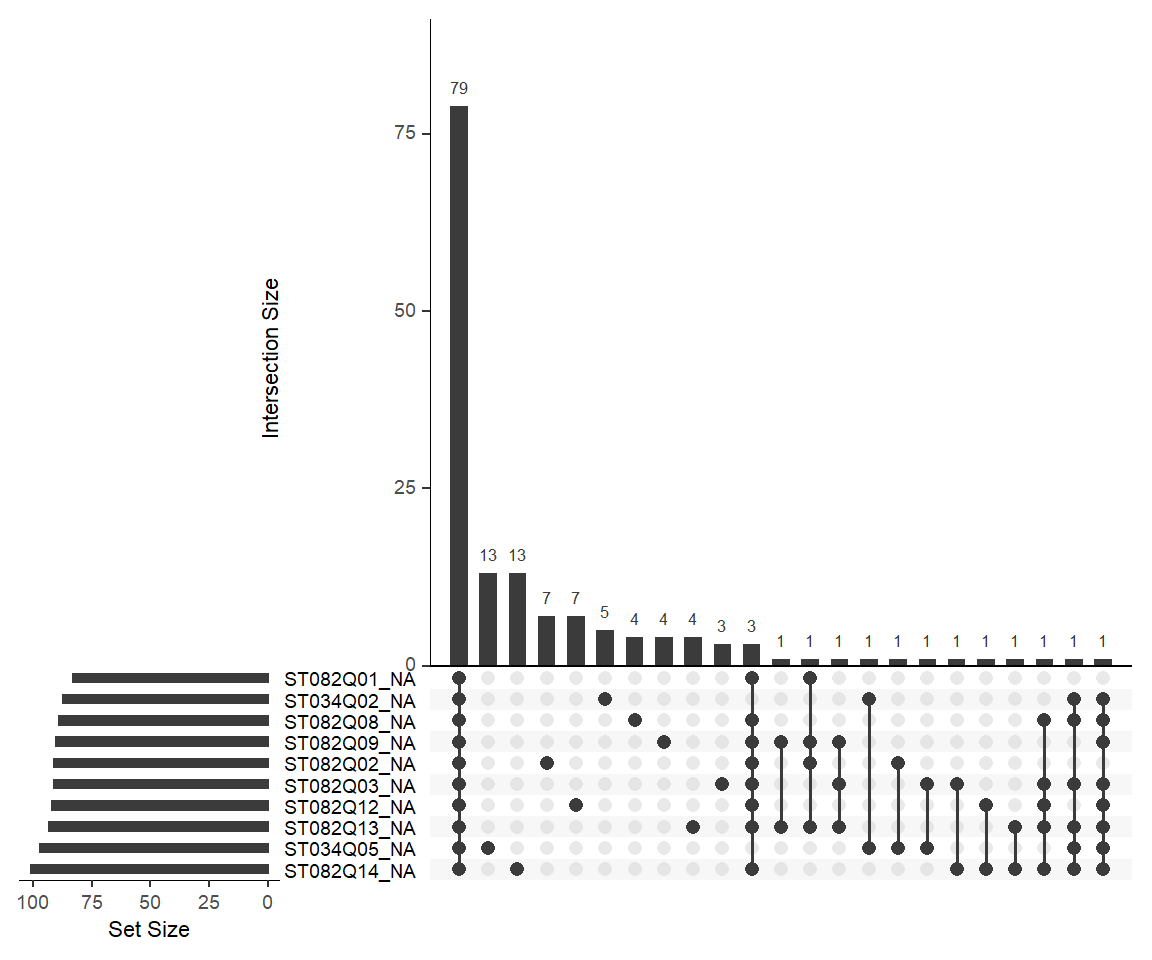 79
75
50
25
0
Intersection Size
13 13
7 7
5
4 4 4
3 3
1 1 1 1 1 1 1 1 1 1 1 1
ST082Q01_NA
ST034Q02_NA
ST082Q08_NA
ST082Q09_NA
ST082Q02_NA
ST082Q03_NA
ST082Q12_NA
ST082Q13_NA
ST034Q05_NA
ST082Q14_NA
100 75 50 25 0
Set Size